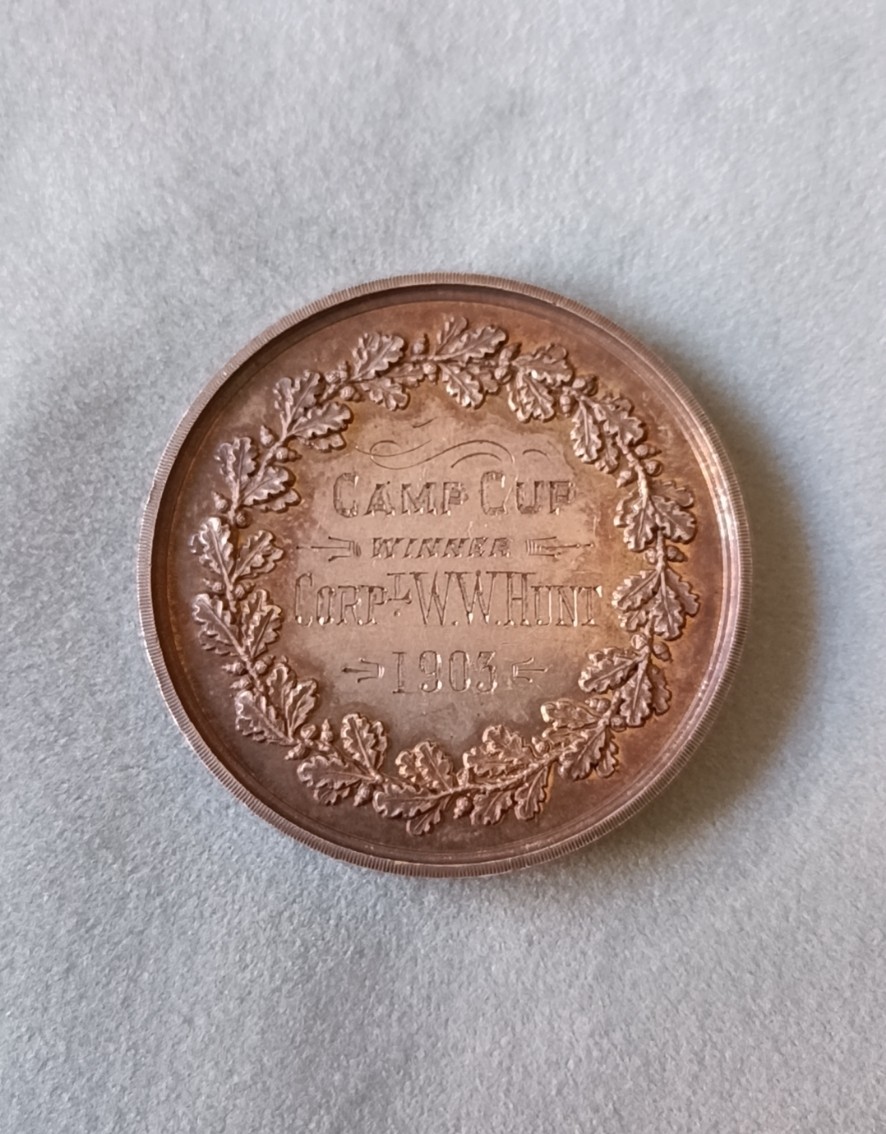 CAMP CUP
WINNER
CORPL W.W.HUNT
1903